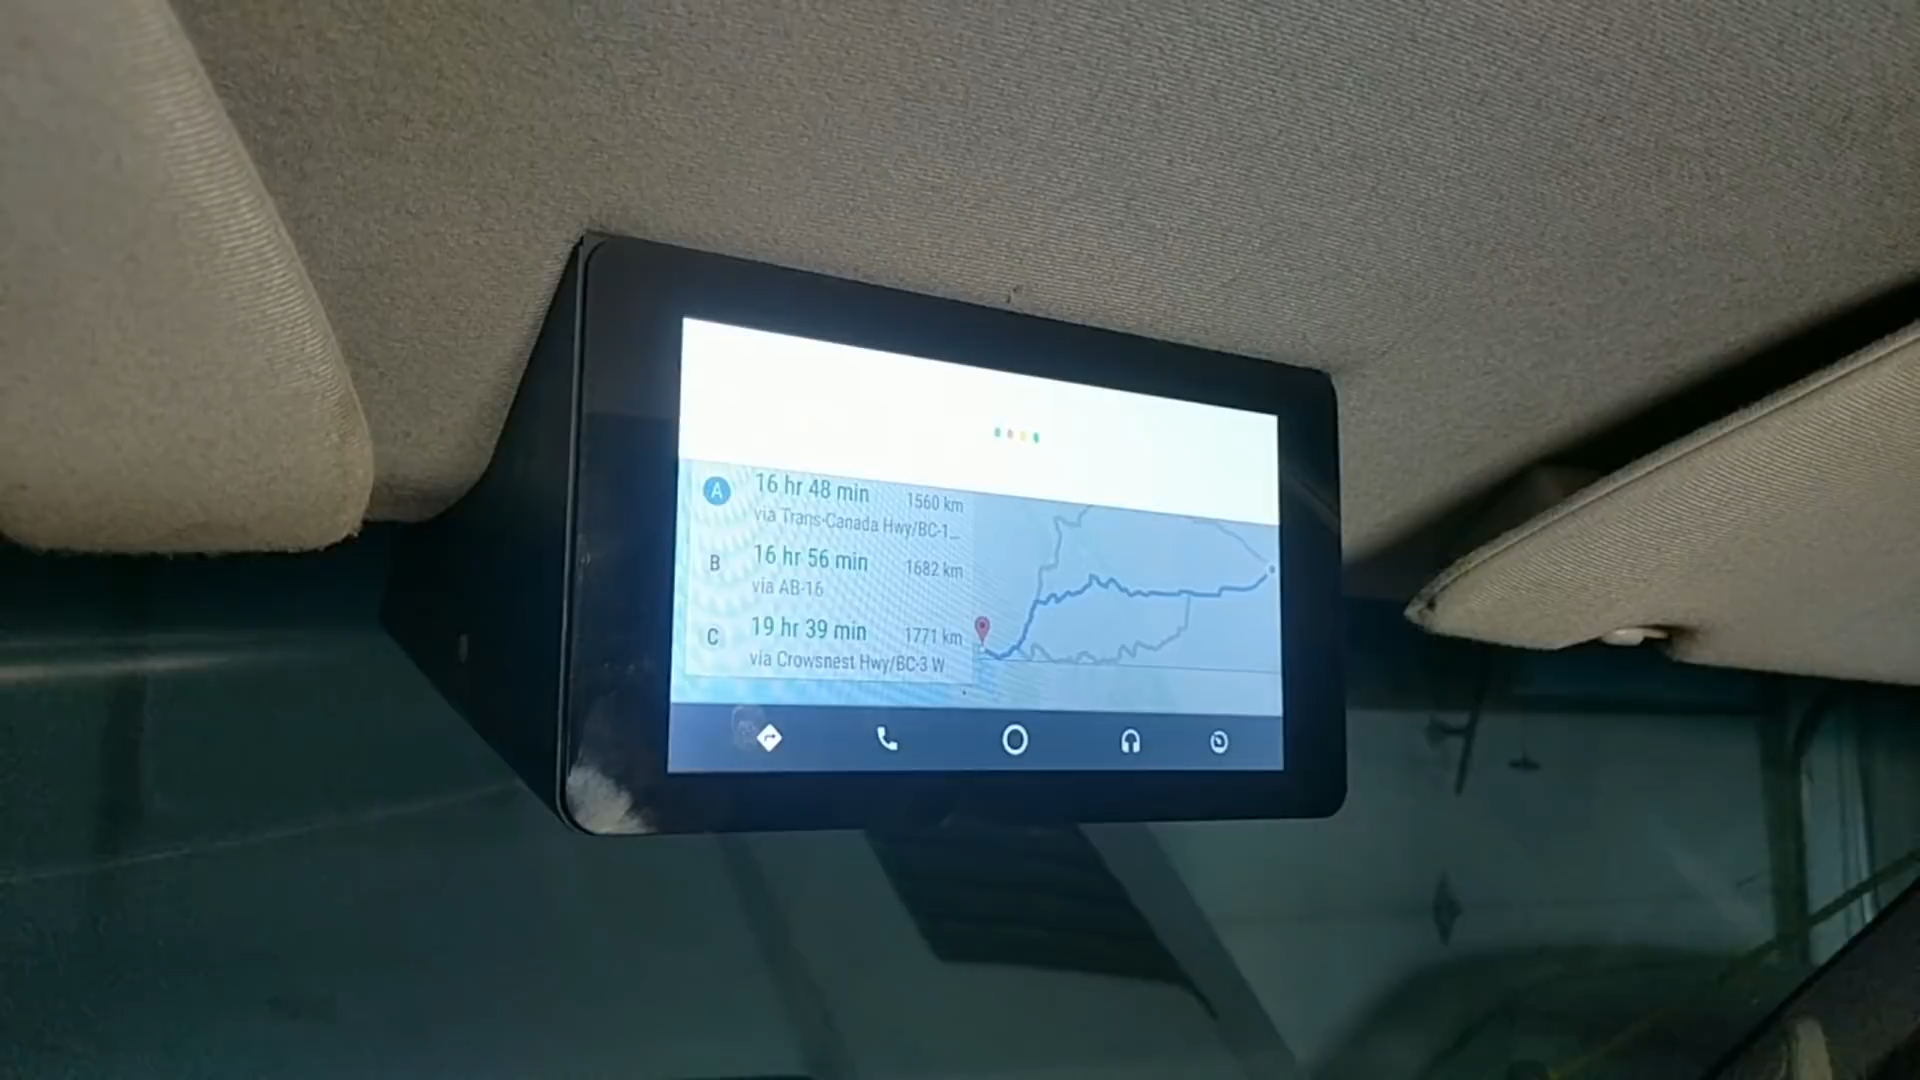 A 16 hr 48 min 1560 km
via Trans-Canada Hwy/BC-1...
B 16 hr 56 min 1682 km
via AB-16
C 19 hr 39 min 1771 km
via Crowsnest Hwy/BC-3 W